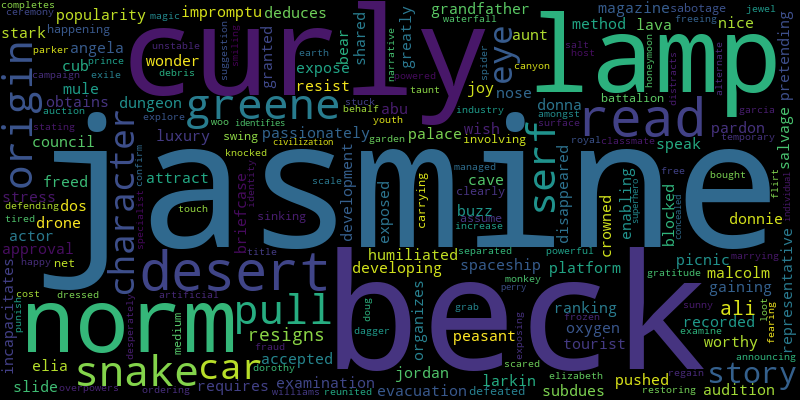 completes
ceremony
popularity magic impromptu deduces grandfather magazine sabotage jewel
waterfall method lava nice freeing
stark happening parker unstable curly suggestion granted shared bear greatly eye aunt salt host honeymoon lamp alternate pretending
angela wonder smiling earth narrative powered taunt spider canyon
cub campaign prince exile debris expose resist joy nose donna battalion distracts
mule obtains dungeon explore luxury greene stuck behalf youth abu industry amongst surface read garcia temporary salvage
origin auction stating woo identifies civilization swing passionately garden palace wish involving royal classmate pardon
council character knocked jasmine serf speak
freed stress attract specialist confirm briefcase identity scale development exposed disappeared managed cave clearly enabling superhero blocked concealed free bought flirt individual
defending tired dos drone touch sinking carrying buzz assume increase crowned donnie
actor approval title humiliated separated powerful marrying
happy net desert developing spaceship platform picnic gratitude malcolm
incapacitates cost dressed artificial doug monkey perry ranking sunny gaining representative
punish norm medium pull dagger organizes grab beck frozen oxygen recorded ali loot fearing
desperately fraud resigns peasant exposing tourist examine worthy announcing
snake car accepted scared elizabeth pushed regain story
elia dorothy jordan larkin
slide overpowers requires examination evacuation subdues restoring audition
ordering williams reunited defeated